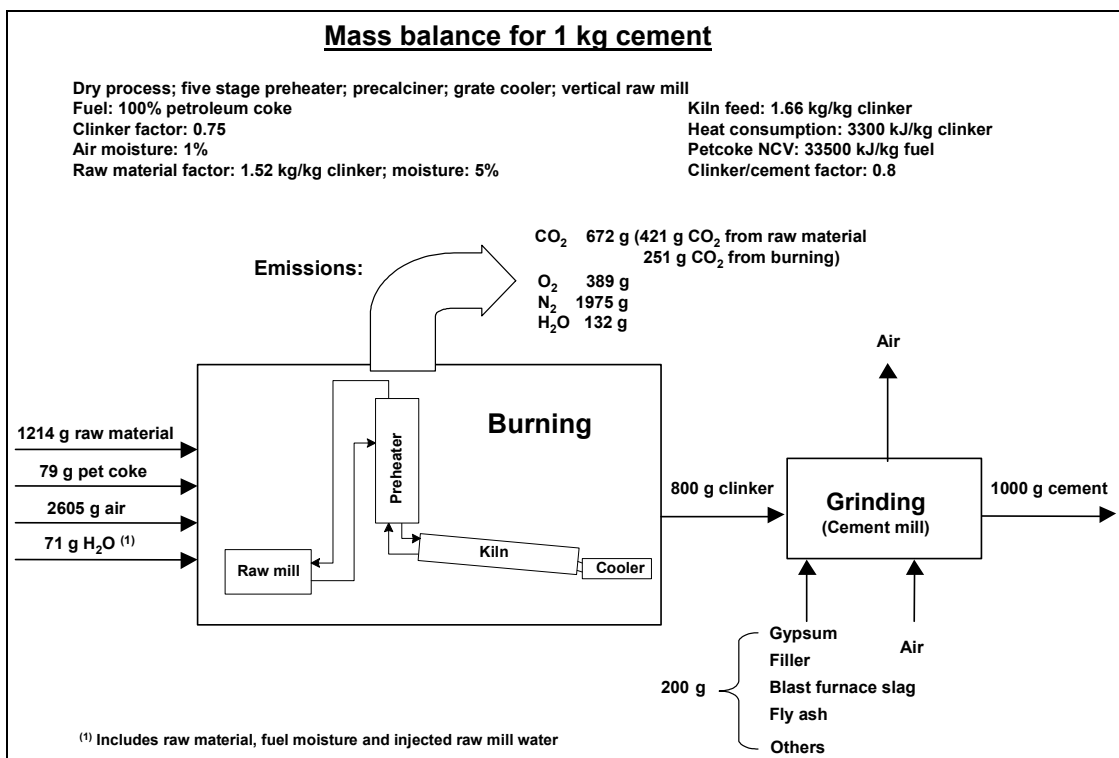 Mass balance for 1 kg cement
Dry process; five stage preheater; precalciner; grate cooler; vertical raw mill
Fuel: 100% petroleum coke
Clinker factor: 0.75
Air moisture: 1%
Raw material factor: 1.52 kg/kg clinker; moisture: 5%
Kiln feed: 1.66 kg/kg clinker
Heat consumption: 3300 kJ/kg clinker
Petcoke NCV: 33500 kJ/kg fuel
Clinker/cement factor: 0.8
Emissions:
CO₂ 672 g (421 g CO₂ from raw material
251 g CO₂ from burning)
O₂ 389 g
N₂ 1975 g
H₂O 132 g
1214 g raw material
79 g pet coke
2605 g air
71 g H₂O ⁽¹⁾
Burning
Preheater
Raw mill
Kiln
Cooler
800 g clinker
Air
Grinding
(Cement mill)
1000 g cement
200 g
Gypsum
Filler
Blast furnace slag
Fly ash
Others
Air
⁽¹⁾ Includes raw material, fuel moisture and injected raw mill water